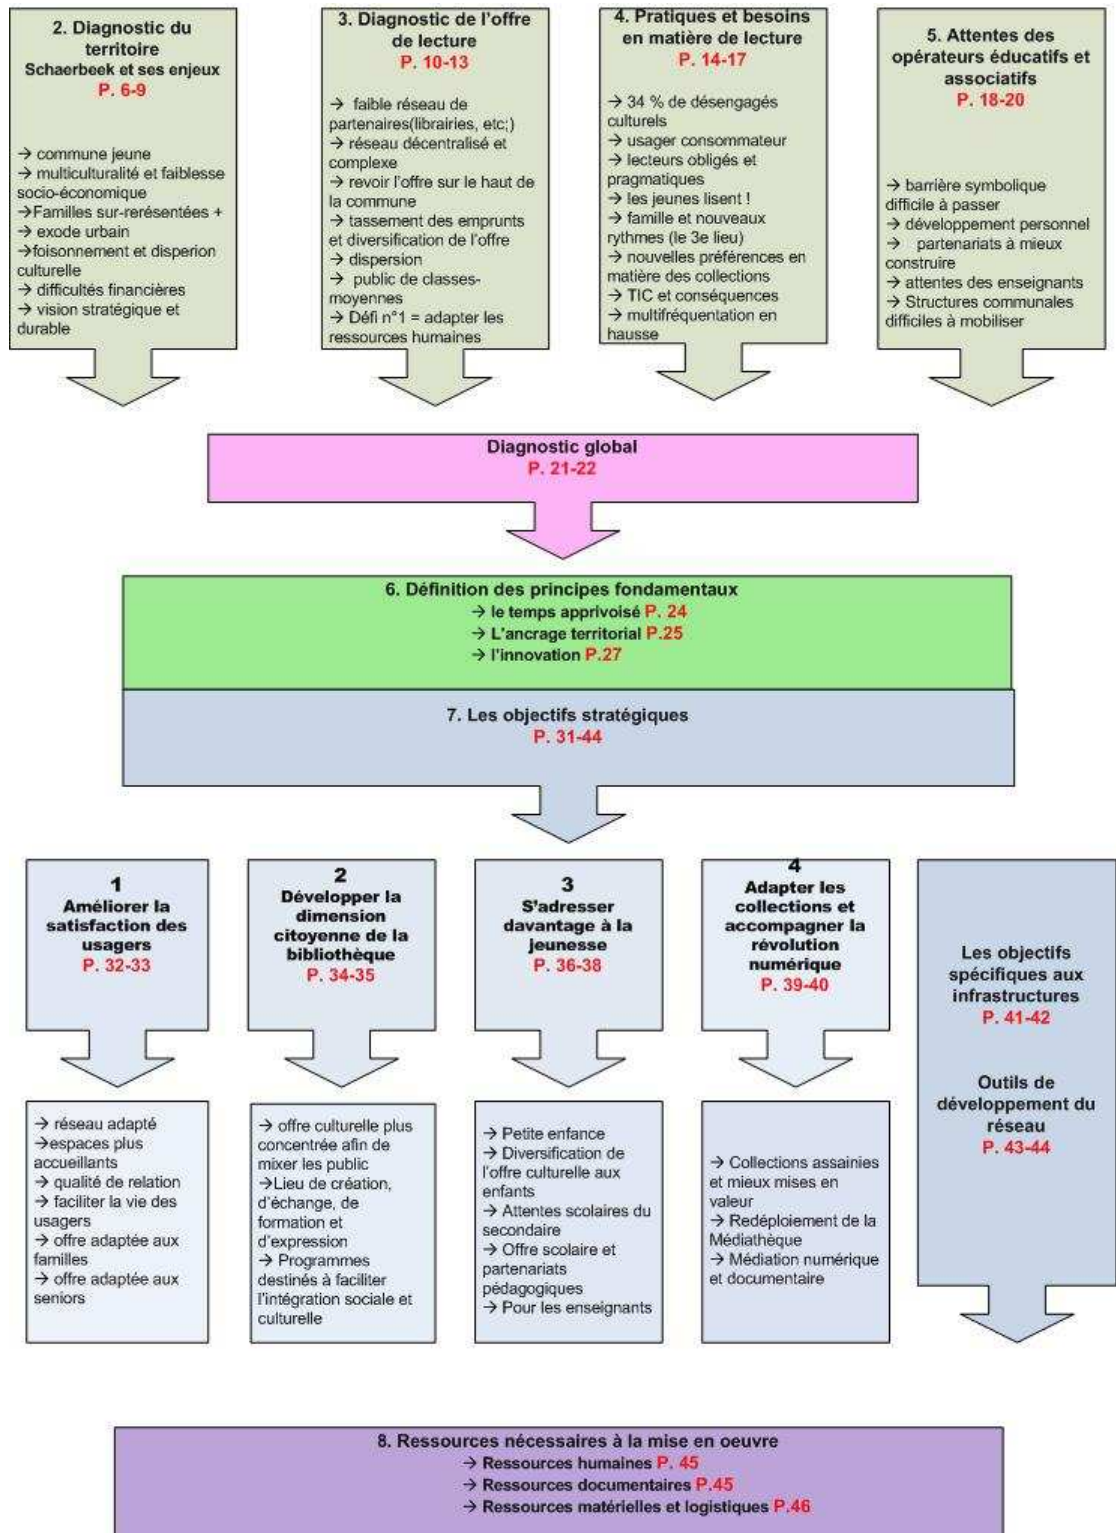 2. Diagnostic du
territoire
Schaerbeek et ses enjeux
P. 6-9
→ commune jeune
→ multiculturalité et faiblesse
socio-économique
→Familles sur-rerésentées +
→ exode urbain
→foisonnement et disperion
culturelle
→ difficultés financières
→ vision stratégique et
durable
3. Diagnostic de l'offre
de lecture
P. 10-13
→ faible réseau de
partenaires(librairies, etc;)
→ réseau décentralisé et
complexe
→ revoir l'offre sur le haut de
la commune
→ tassement des emprunts
et diversification de l'offre
→ dispersion
→ public de classes-
moyennes
→ Défi n°1 = adapter les
ressources humaines
4. Pratiques et besoins
en matière de lecture
P. 14-17
→ 34 % de désengagés
culturels
→ usager consommateur
→ lecteurs obligés et
pragmatiques
→ les jeunes lisent !
→ famille et nouveaux
rythmes (le 3e lieu)
→ nouvelles préférences en
matière des collections
→ TIC et conséquences
→ multifréquentation en
hausse
5. Attentes des
opérateurs éducatifs et
associatifs
P. 18-20
→ barrière symbolique
difficile à passer
→ développement personnel
→ partenariats à mieux
construire
→ attentes des enseignants
→ Structures communales
difficiles à mobiliser
Diagnostic global
P. 21-22
6. Définition des principes fondamentaux
→ le temps apprivoisé P. 24
→ L'ancrage territorial P.25
→ l'innovation P.27
7. Les objectifs stratégiques
P. 31-44
1
Améliorer la
satisfaction des
usagers
P. 32-33
2
Développer la
dimension
citoyenne de la
bibliothèque
P. 34-35
3
S'adresser
davantage à la
jeunesse
P. 36-38
4
Adapter les
collections et
accompagner la
révolution
numérique
P. 39-40
Les objectifs
spécifiques aux
infrastructures
P. 41-42
Outils de
développement du
réseau
P. 43-44
→ réseau adapté
→espaces plus
accueillants
→ qualité de relation
→ faciliter la vie des
usagers
→ offre adaptée aux
familles
→ offre adaptée aux
seniors
→ offre culturelle plus
concentrée afin de
mixer les public
→Lieu de création,
d'échange, de
formation et
d'expression
→ Programmes
destinés à faciliter
l'intégration sociale et
culturelle
→ Petite enfance
→ Diversification de
l'offre culturelle aux
enfants
→ Attentes scolaires du
secondaire
→ Offre scolaire et
partenariats
pédagogiques
→ Pour les enseignants
→ Collections assainies
et mieux mises en
valeur
→ Redéploiement de la
Médiathèque
→ Médiation numérique
et documentaire
8. Ressources nécessaires à la mise en oeuvre
→ Ressources humaines P. 45
→ Ressources documentaires P.45
→ Ressources matérielles et logistiques P.46